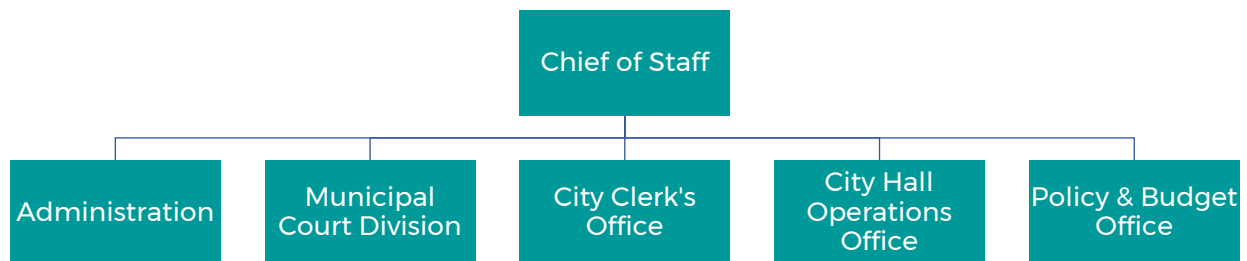 Chief of Staff
Administration
Municipal
Court Division
City Clerk's
Office
City Hall
Operations
Office
Policy & Budget
Office